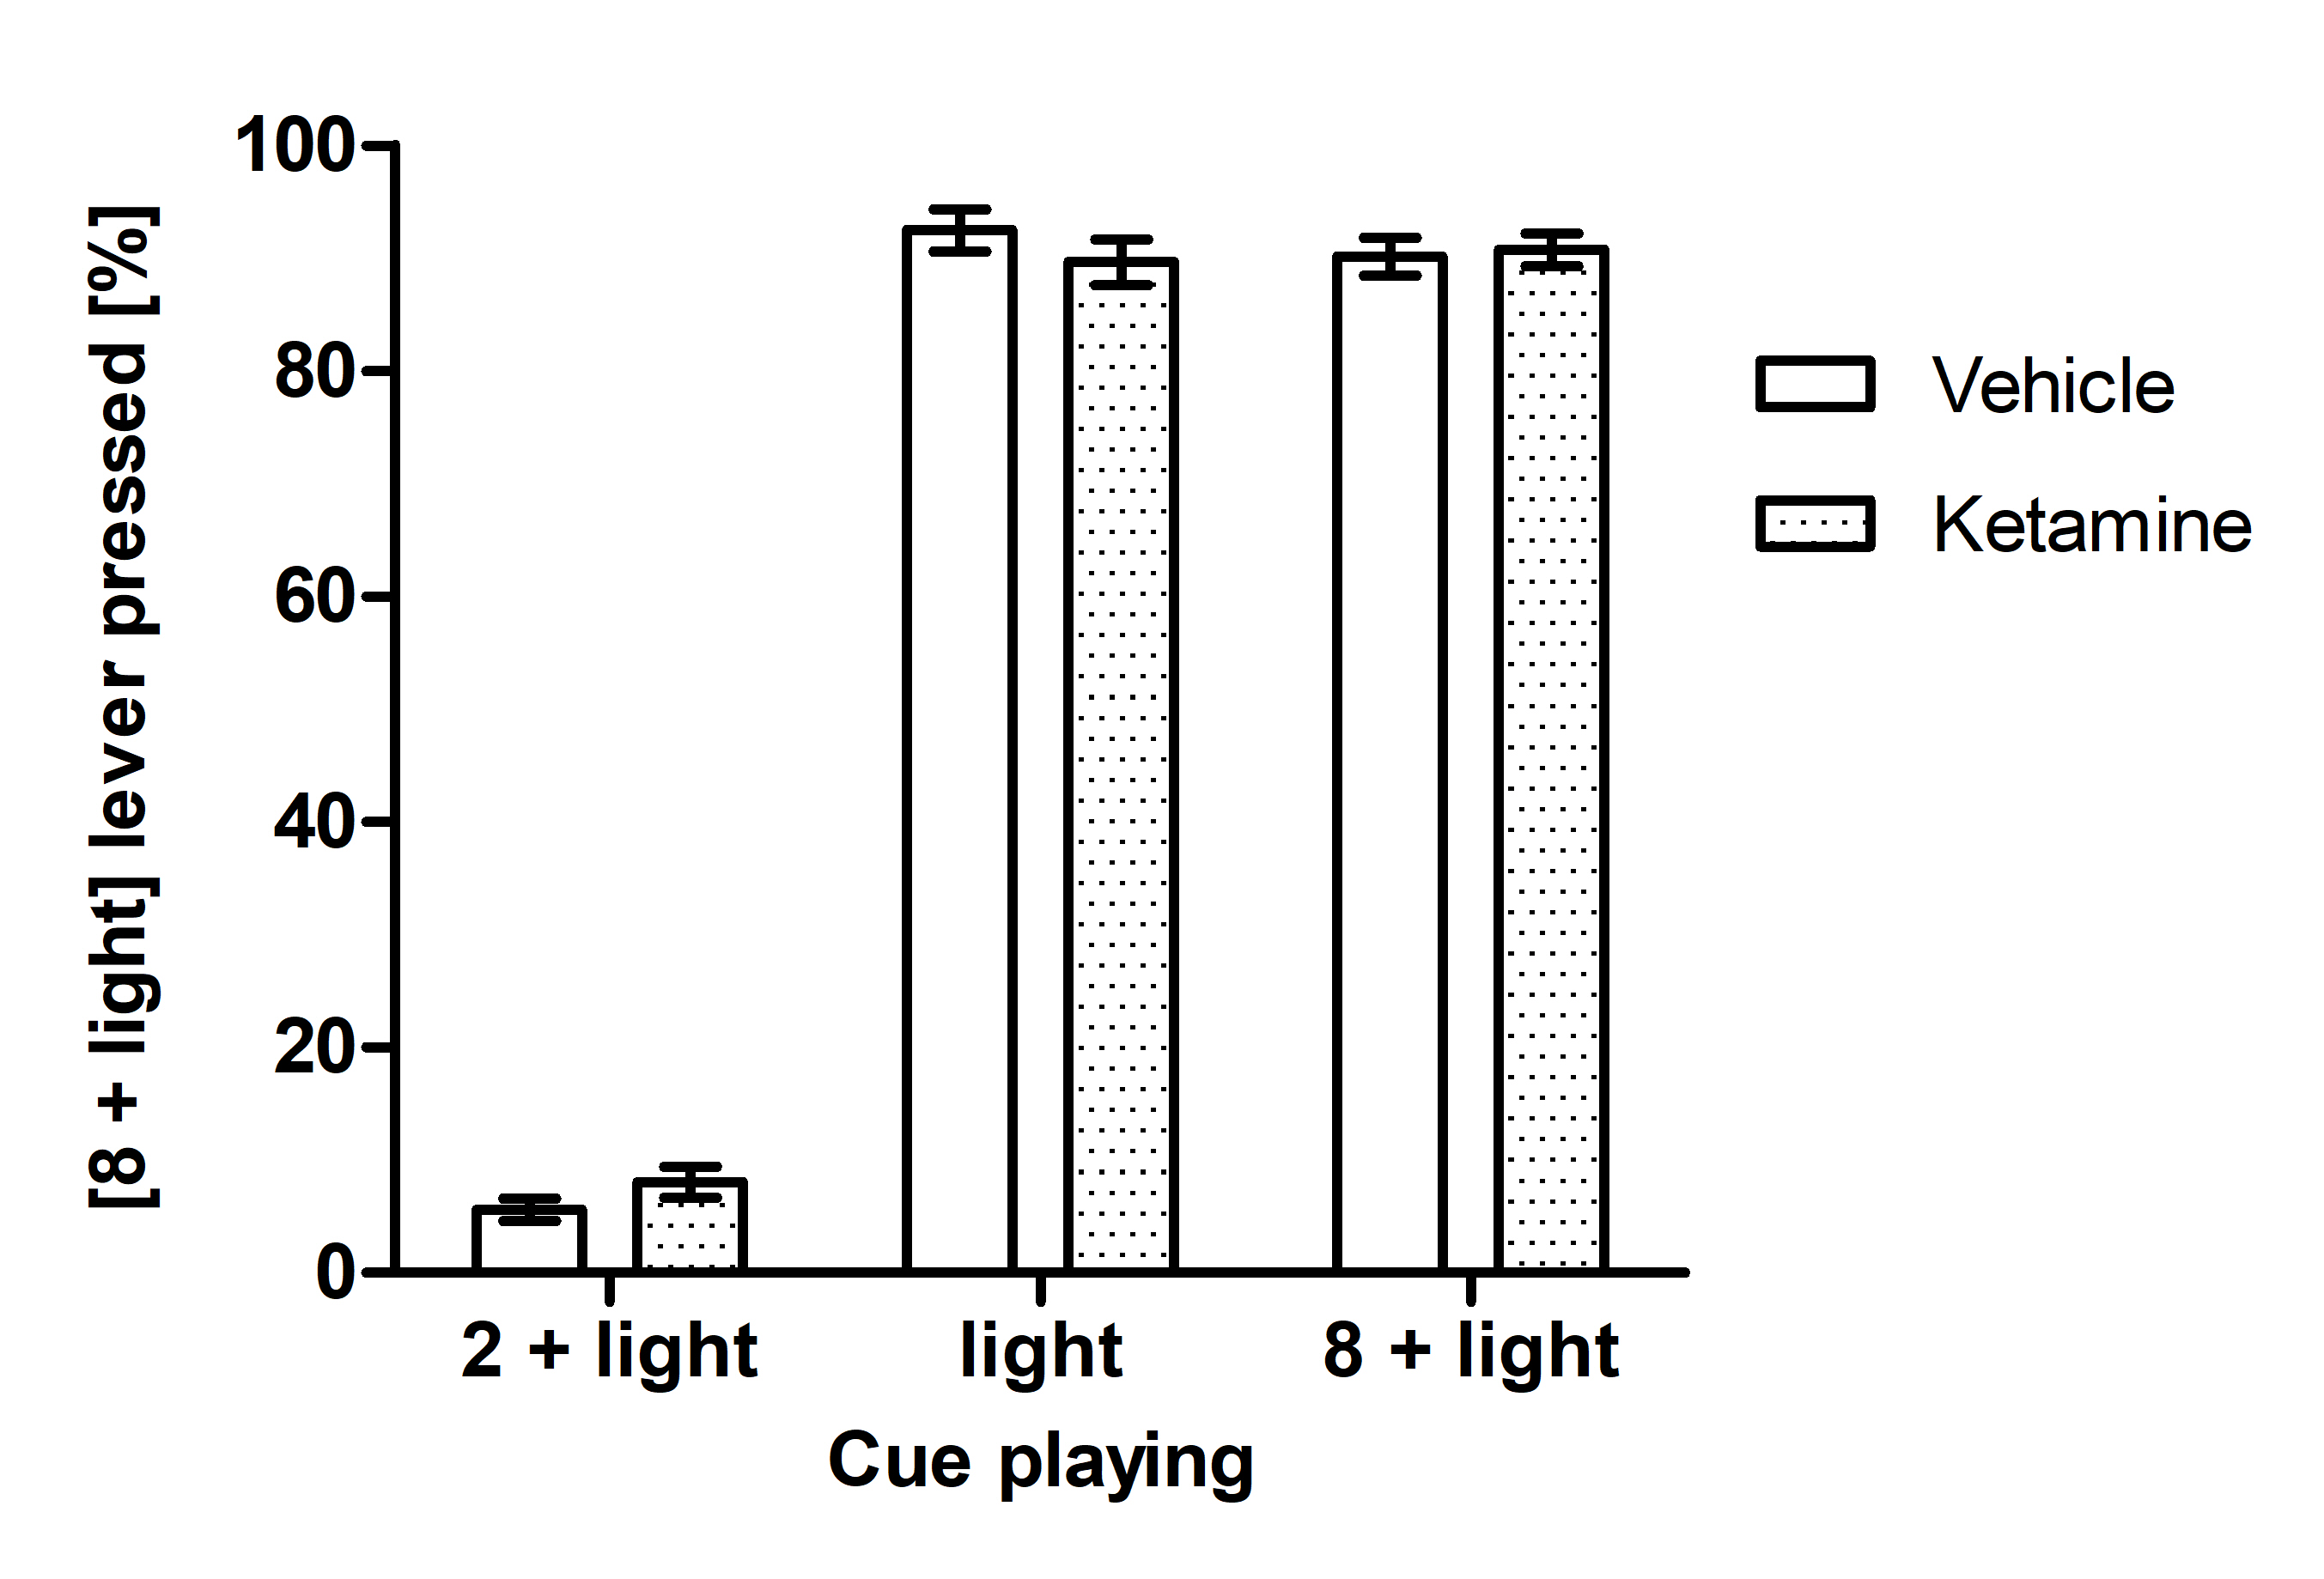 [8 + light] lever pressed [%]
100
80
60
40
20
0
2 + light
light
8 + light
Cue playing
Vehicle
Ketamine